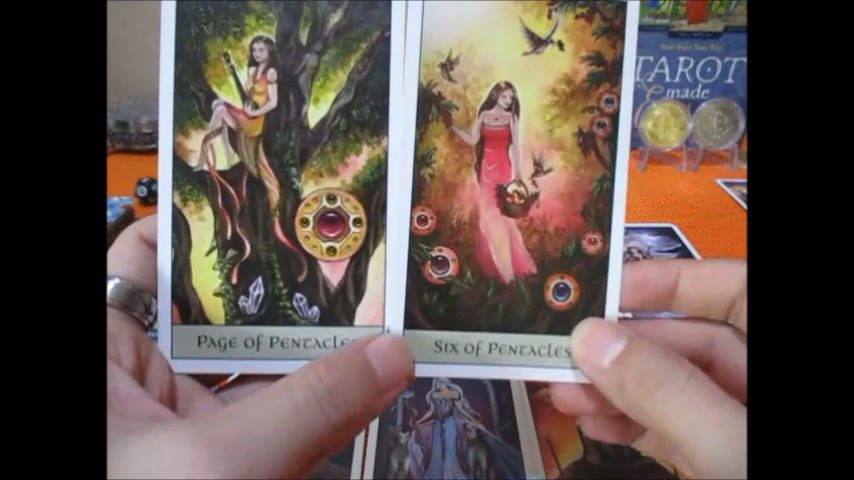 TAROT
made
PAGE OF PENTACLES
SIX OF PENTACLES